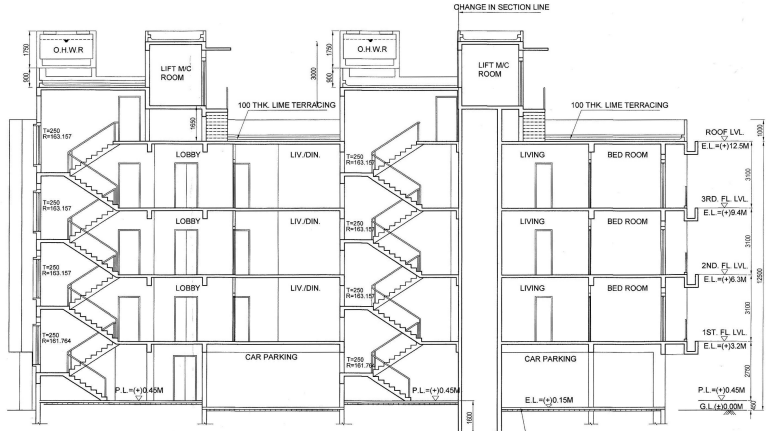 CHANGE IN SECTION LINE
1750
O.H.W.R
900
LIFT M/C
ROOM
3000
1750
O.H.W.R
900
LIFT M/C
ROOM
100 THK. LIME TERRACING
1650
100 THK. LIME TERRACING
ROOF LVL.
E.L.=(+)12.5M
1000
T=250
R=163.157
LOBBY
LIV./DIN.
T=250
R=163.157
LIVING
BED ROOM
3100
3RD. FL. LVL.
E.L.=(+)9.4M
T=250
R=163.157
LOBBY
LIV./DIN.
T=250
R=163.157
LIVING
BED ROOM
3100
12500
2ND. FL. LVL.
E.L.=(+)6.3M
T=250
R=163.157
LOBBY
LIV./DIN.
T=250
R=163.157
LIVING
BED ROOM
3100
1ST. FL. LVL.
E.L.=(+)3.2M
T=250
R=161.764
CAR PARKING
T=250
R=161.764
CAR PARKING
2750
P.L.=(+)0.45M
P.L.=(+)0.45M
E.L.=(+)0.15M
P.L.=(+)0.45M
G.L.(±)0.00M
450
1600